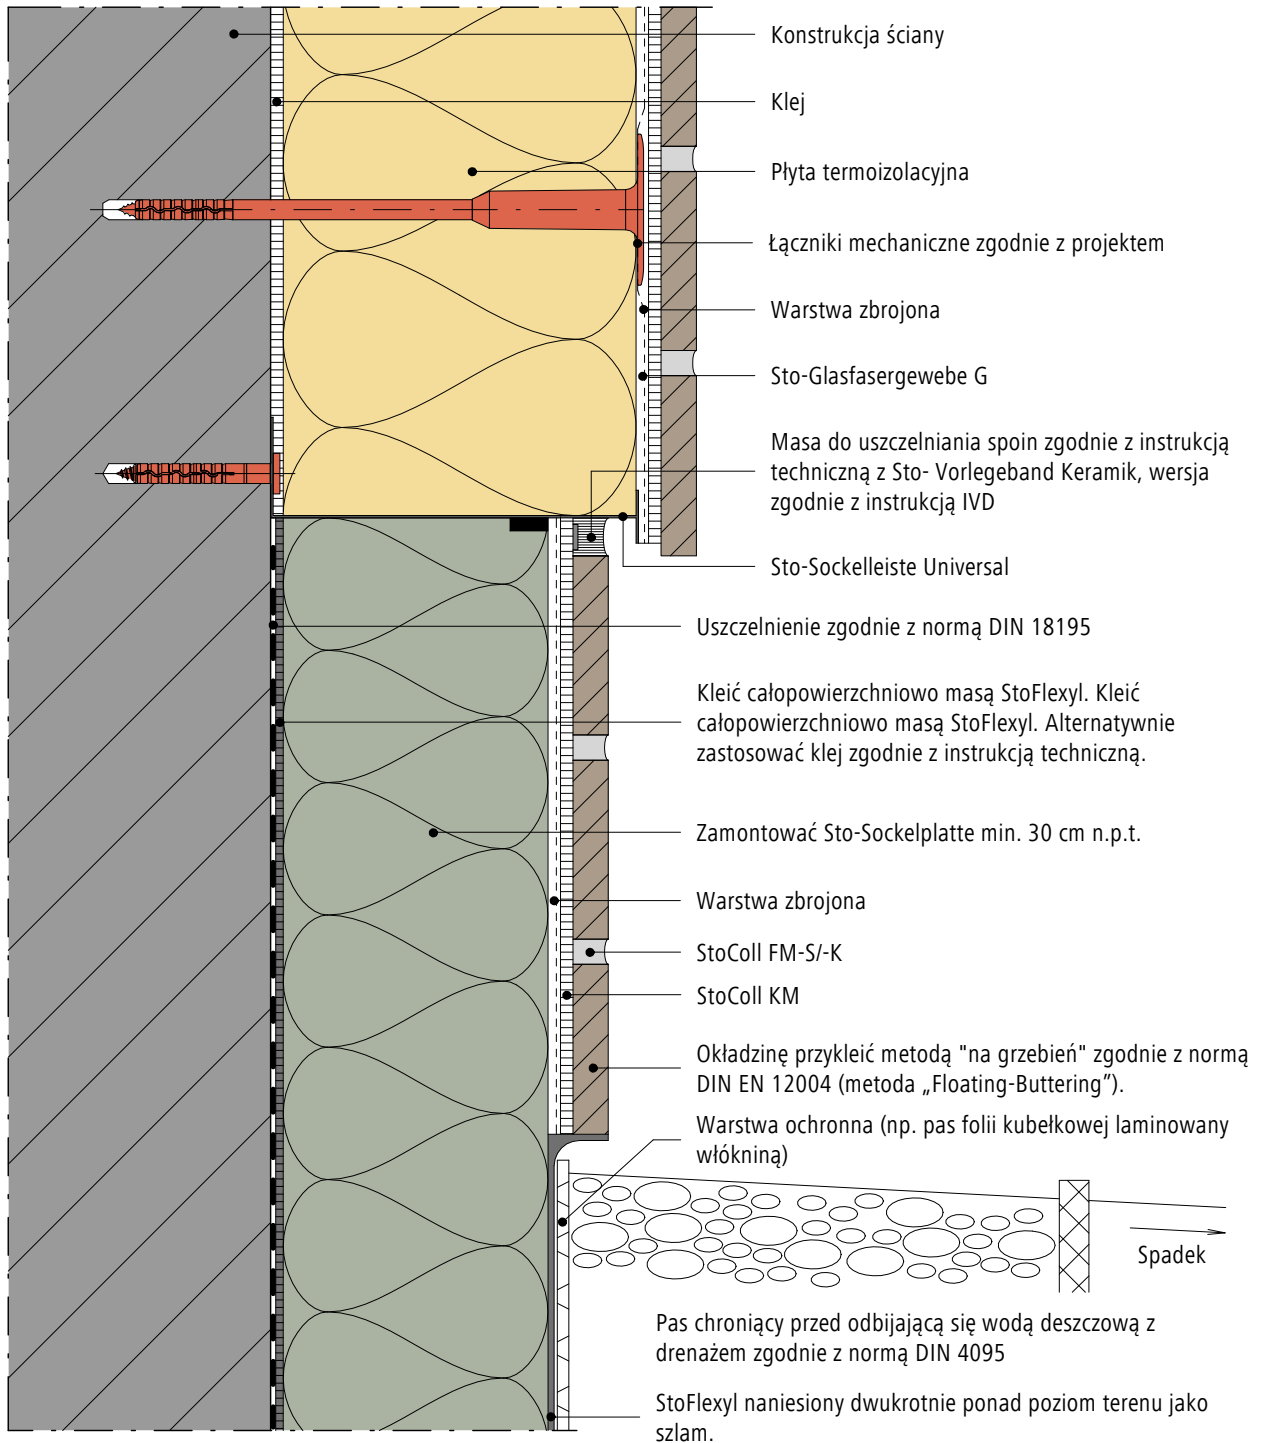 Konstrukcja ściany
Klej
Płyta termoizolacyjna
Łączniki mechaniczne zgodnie z projektem
Warstwa zbrojona
Sto-Glasfasergewebe G
Masa do uszczelniania spoin zgodnie z instrukcją
techniczną z Sto- Vorlegeband Keramik, wersja
zgodnie z instrukcją IVD
Sto-Sockelleiste Universal
Uszczelnienie zgodnie z normą DIN 18195
Kleić całopowierzchniowo masą StoFlexyl. Kleić
całopowierzchniowo masą StoFlexyl. Alternatywnie
zastosować klej zgodnie z instrukcją techniczną.
Zamontować Sto-Sockelplatte min. 30 cm n.p.t.
Warstwa zbrojona
StoColl FM-S/-K
StoColl KM
Okładzinę przykleić metodą "na grzebień" zgodnie z normą
DIN EN 12004 (metoda „Floating-Buttering”).
Warstwa ochronna (np. pas folii kubełkowej laminowany
włókniną)
Spadek
Pas chroniący przed odbijającą się wodą deszczową z
drenażem zgodnie z normą DIN 4095
StoFlexyl naniesiony dwukrotnie ponad poziom terenu jako
szlam.